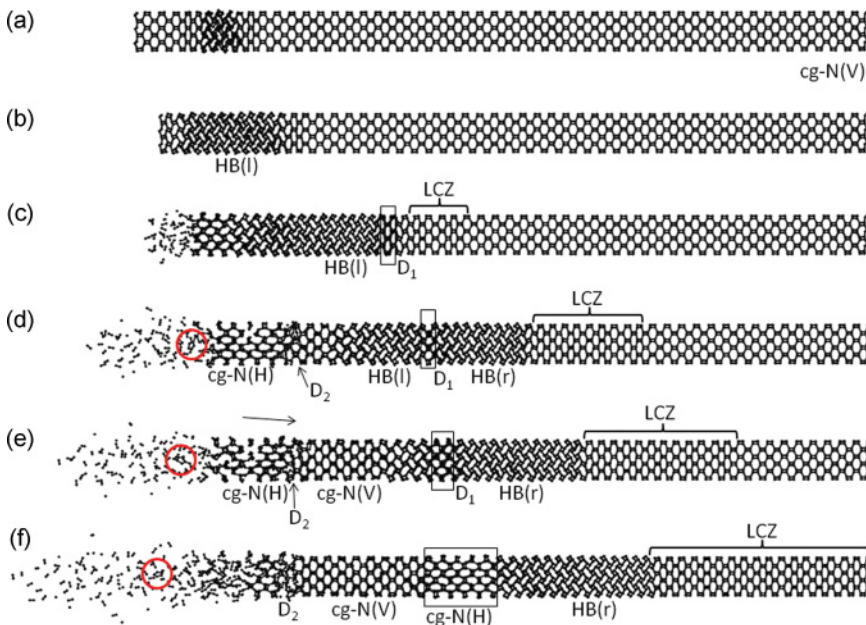 (a)
cg-N(V)
(b)
HB(l)
(c)
LCZ
HB(l) D₁
(d)
LCZ
cg-N(H) D₂ HB(l) D₁ HB(r)
(e)
LCZ
cg-N(H) D₂ cg-N(V) D₁ HB(r)
(f)
LCZ
D₂ cg-N(V) cg-N(H) HB(r)